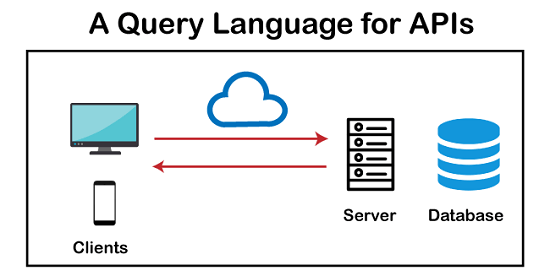 A Query Language for APIs
Clients
Server
Database